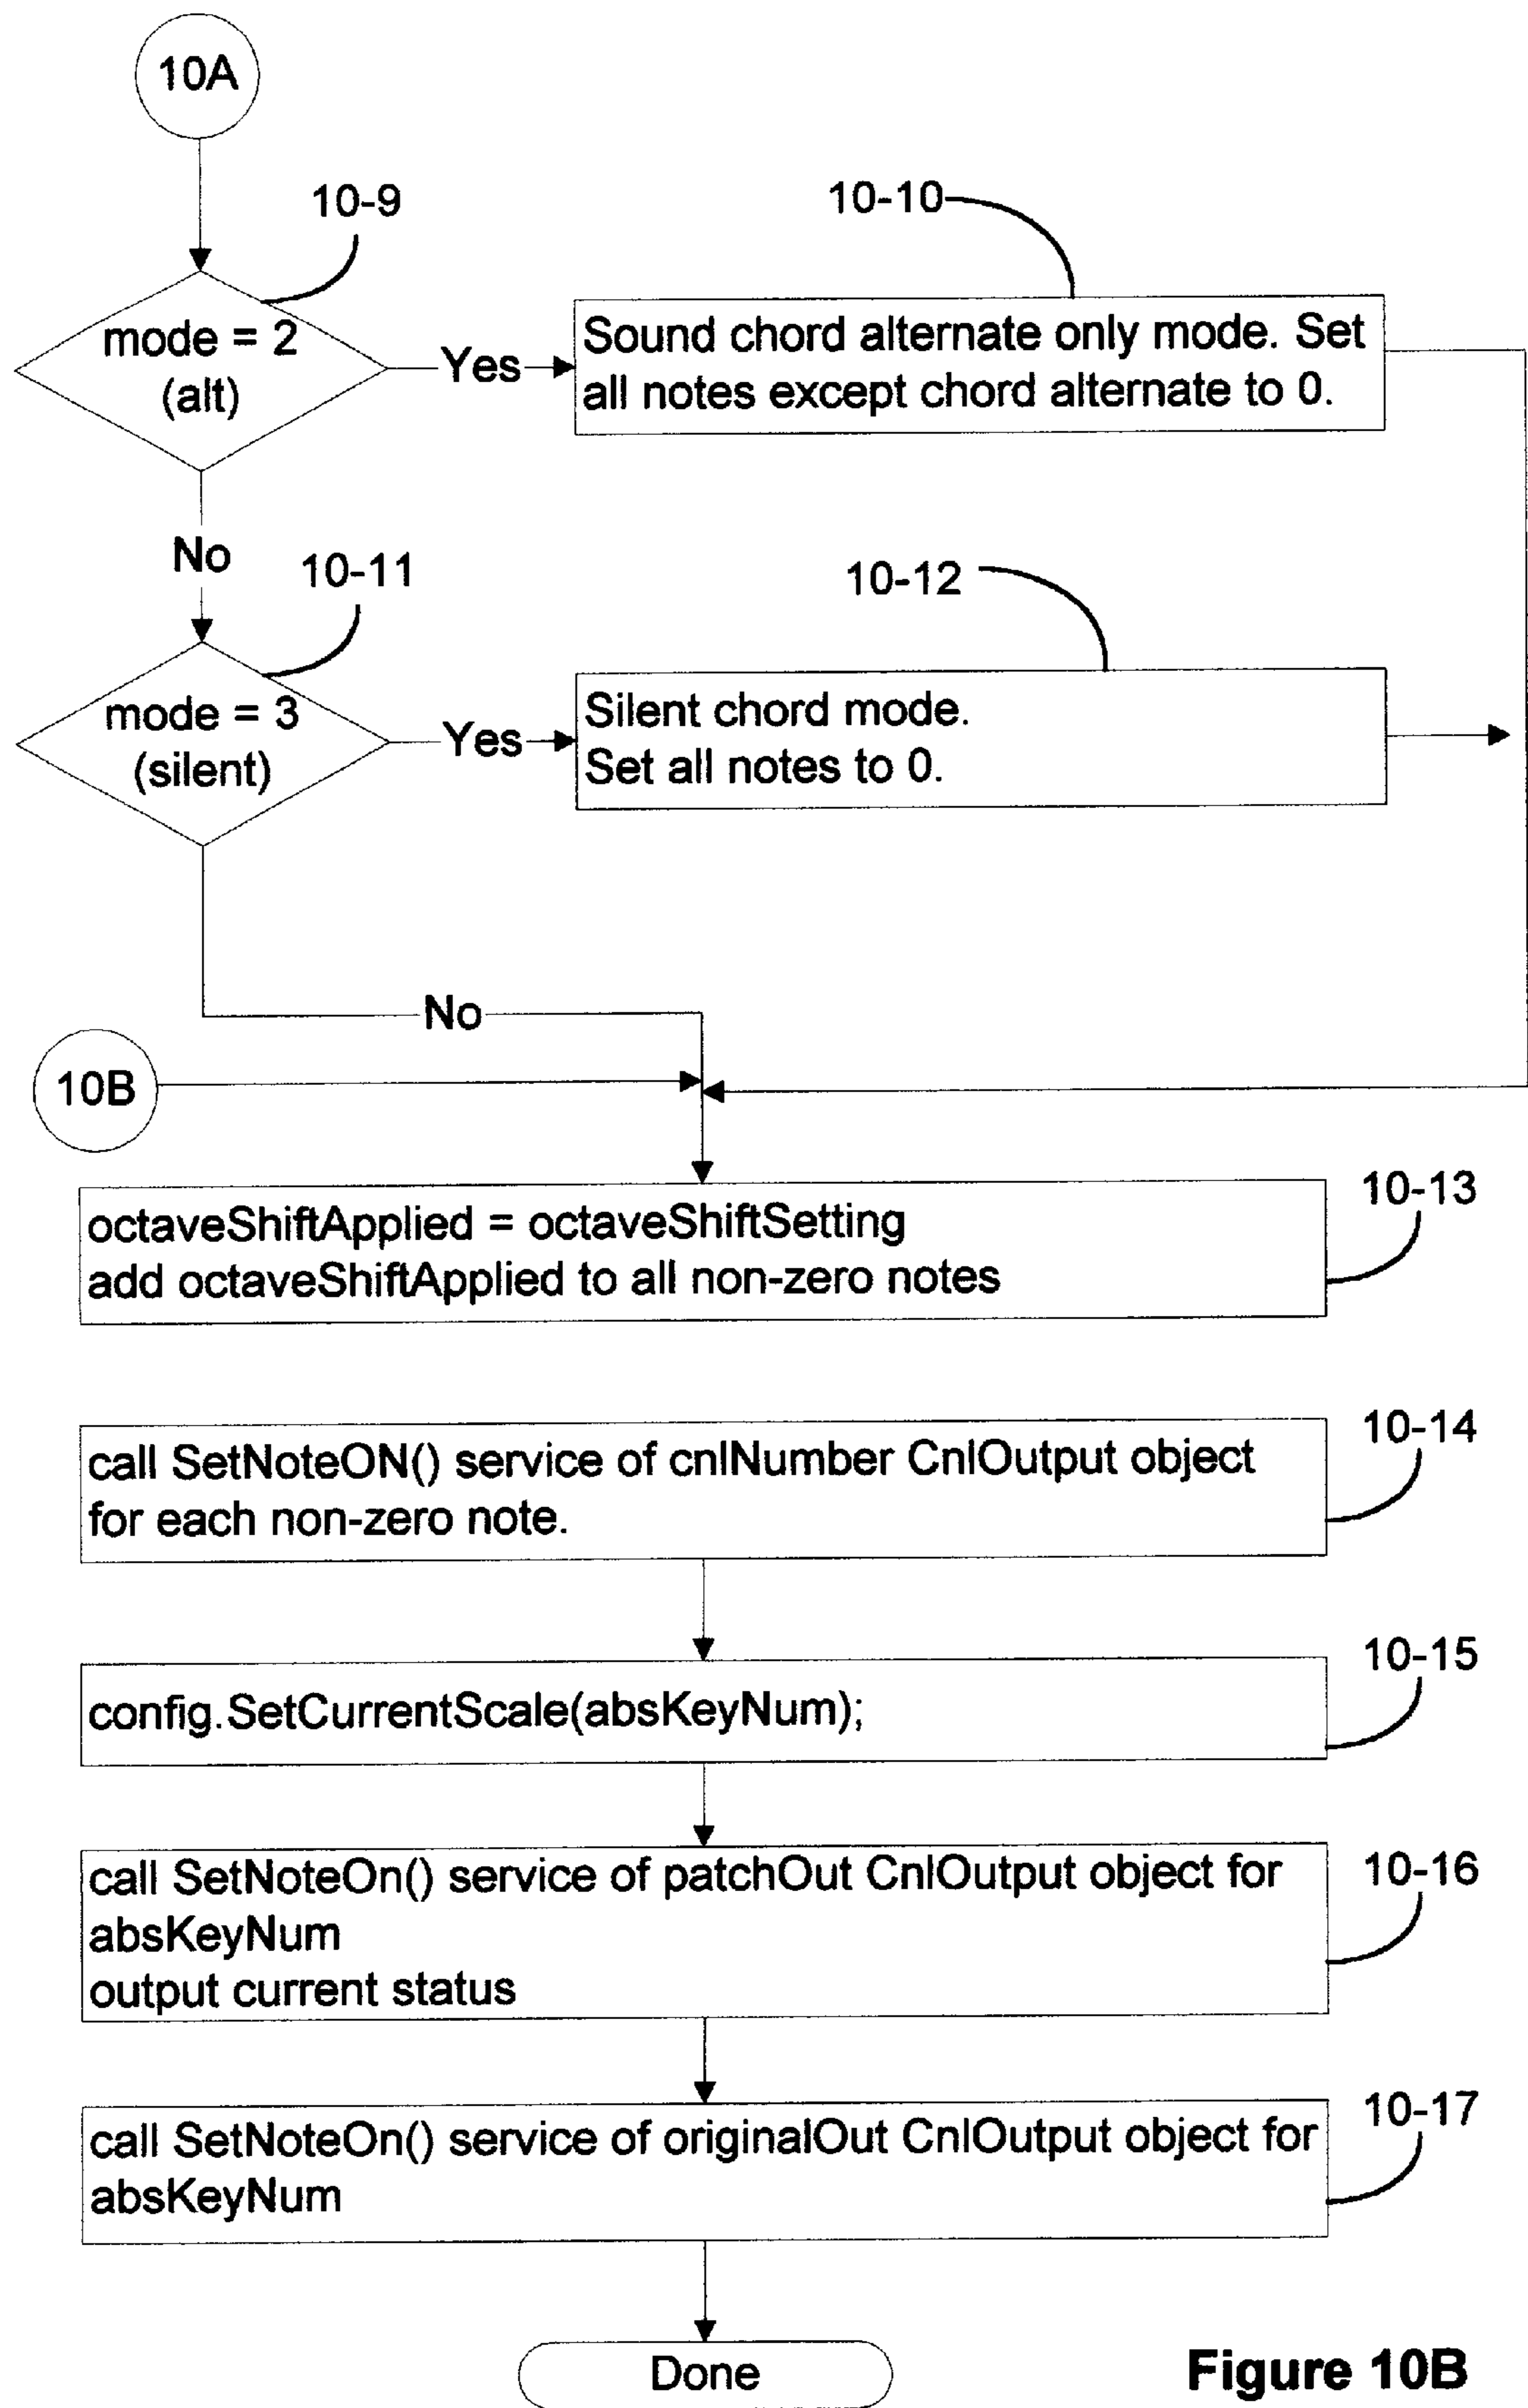 10A
10-9
10-10
mode = 2
(alt)
Yes
Sound chord alternate only mode. Set
all notes except chord alternate to 0.
No
10-11
10-12
mode = 3
(silent)
Yes
Silent chord mode.
Set all notes to 0.
No
10B
10-13
octaveShiftApplied = octaveShiftSetting
add octaveShiftApplied to all non-zero notes
10-14
call SetNoteON() service of cnlNumber CnlOutput object
for each non-zero note.
10-15
config.SetCurrentScale(absKeyNum);
10-16
call SetNoteOn() service of patchOut CnlOutput object for
absKeyNum
output current status
10-17
call SetNoteOn() service of originalOut CnlOutput object for
absKeyNum
Done
Figure 10B